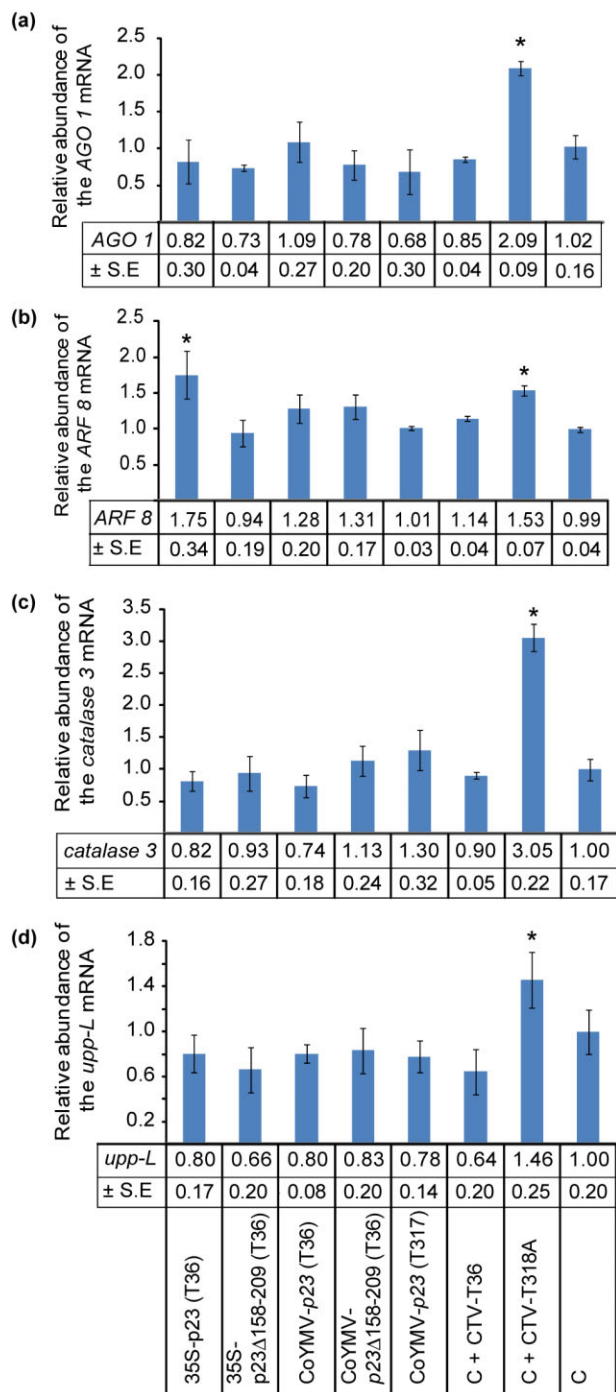 (a)
Relative abundance of
the AGO 1 mRNA
2.5
2.0
1.5
1.0
0.5
*
AGO 1 0.82 0.73 1.09 0.78 0.68 0.85 2.09 1.02
± S.E 0.30 0.04 0.27 0.20 0.30 0.04 0.09 0.16
(b)
Relative abundance of
the ARF 8 mRNA
2.5
2.0
1.5
1.0
0.5
* *
ARF 8 1.75 0.94 1.28 1.31 1.01 1.14 1.53 0.99
± S.E 0.34 0.19 0.20 0.17 0.03 0.04 0.07 0.04
(c)
Relative abundance of
the catalase 3 mRNA
3.5
3.0
2.5
2.0
1.5
1.0
0.5
*
catalase 3 0.82 0.93 0.74 1.13 1.30 0.90 3.05 1.00
± S.E 0.16 0.27 0.18 0.24 0.32 0.05 0.22 0.17
(d)
Relative abundance of
the upp-L mRNA
1.8
1.4
1.0
0.6
0.2
*
upp-L 0.80 0.66 0.80 0.83 0.78 0.64 1.46 1.00
± S.E 0.17 0.20 0.08 0.20 0.14 0.20 0.25 0.20
35S-p23 (T36)
35S-
p23Δ158-209 (T36)
CoYMV-p23 (T36)
CoYMV-
p23Δ158-209 (T36)
CoYMV-p23 (T317)
C + CTV-T36
C + CTV-T318A
C